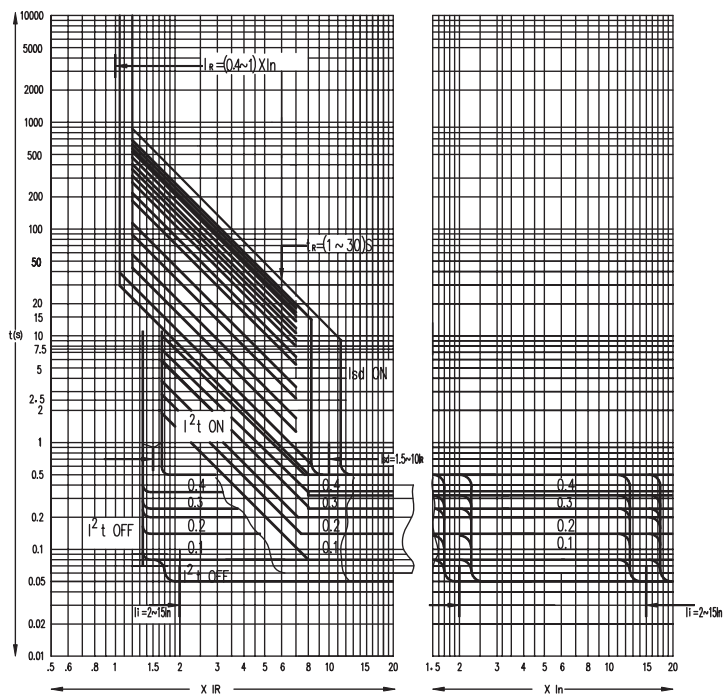 10000
5000
1000
500
200
100
50
20
15
10
7.5
5
2.5
2
1
0.5
0.2
0.1
0.05
0.02
0.01
t(s)
IR=(0.4~1)XIn
tR=(1~30)S
Isd ON
I²t ON
Isd=1.5~10IR
0.4 0.4 0.4
0.3 0.3 0.3
I²t OFF 0.2 0.2 0.2
0.1 0.1 0.1
I²t OFF
Ii=2~15In Ii=2~15In
.5 .6 .8 1 1.5 2 3 4 5 6 8 10 15 20 1.5 2 3 4 5 6 8 10 15 20
X IR X In